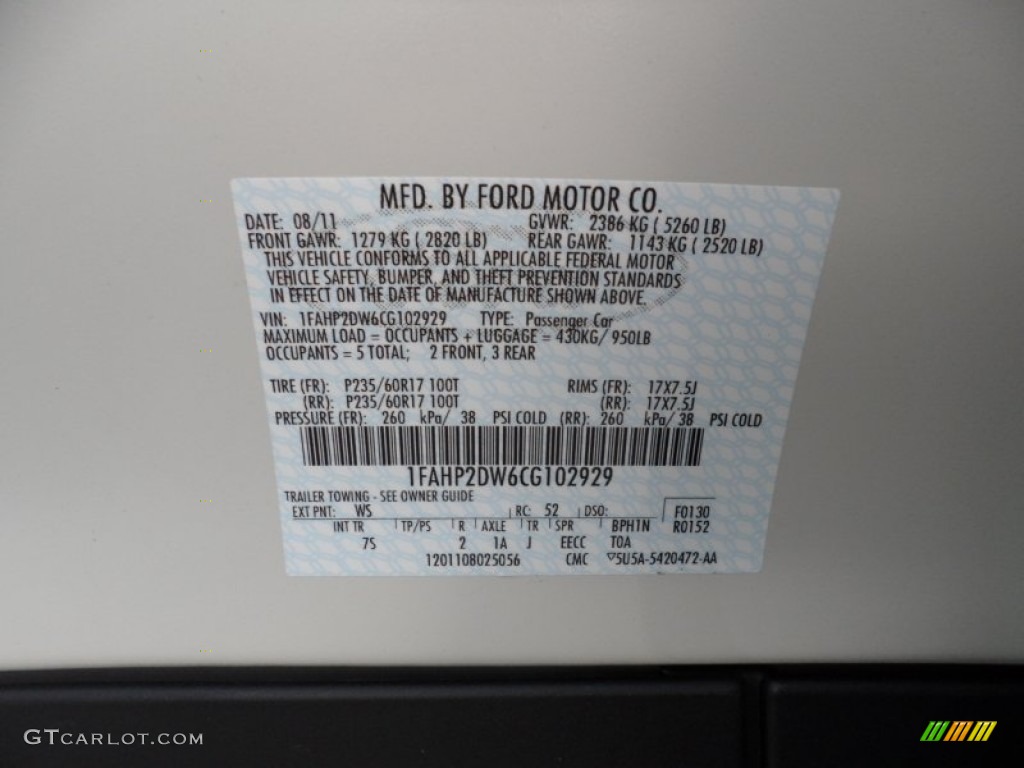 MFD. BY FORD MOTOR CO.
DATE: 08/11 GVWR: 2386 KG ( 5260 LB)
FRONT GAWR: 1279 KG ( 2820 LB) REAR GAWR: 1143 KG ( 2520 LB)
THIS VEHICLE CONFORMS TO ALL APPLICABLE FEDERAL MOTOR
VEHICLE SAFETY, BUMPER, AND THEFT PREVENTION STANDARDS
IN EFFECT ON THE DATE OF MANUFACTURE SHOWN ABOVE.
VIN: 1FAHP2DW6CG102929 TYPE: Passenger Car
MAXIMUM LOAD = OCCUPANTS + LUGGAGE = 430KG/ 950LB
OCCUPANTS = 5 TOTAL; 2 FRONT, 3 REAR
TIRE (FR): P235/60R17 100T RIMS (FR): 17X7.5J
(RR): P235/60R17 100T (RR): 17X7.5J
PRESSURE (FR): 260 kPa/ 38 PSI COLD (RR): 260 kPa/ 38 PSI COLD
1FAHP2DW6CG102929
TRAILER TOWING - SEE OWNER GUIDE
EXT PNT: WS RC: 52 DSO: F0130
INT TR TP/PS R AXLE TR SPR BPH1N R0152
7S 2 1A J EECC TOA
1201108025056 CMC ▽5U5A-5420472-AA
GTCARLOT.COM